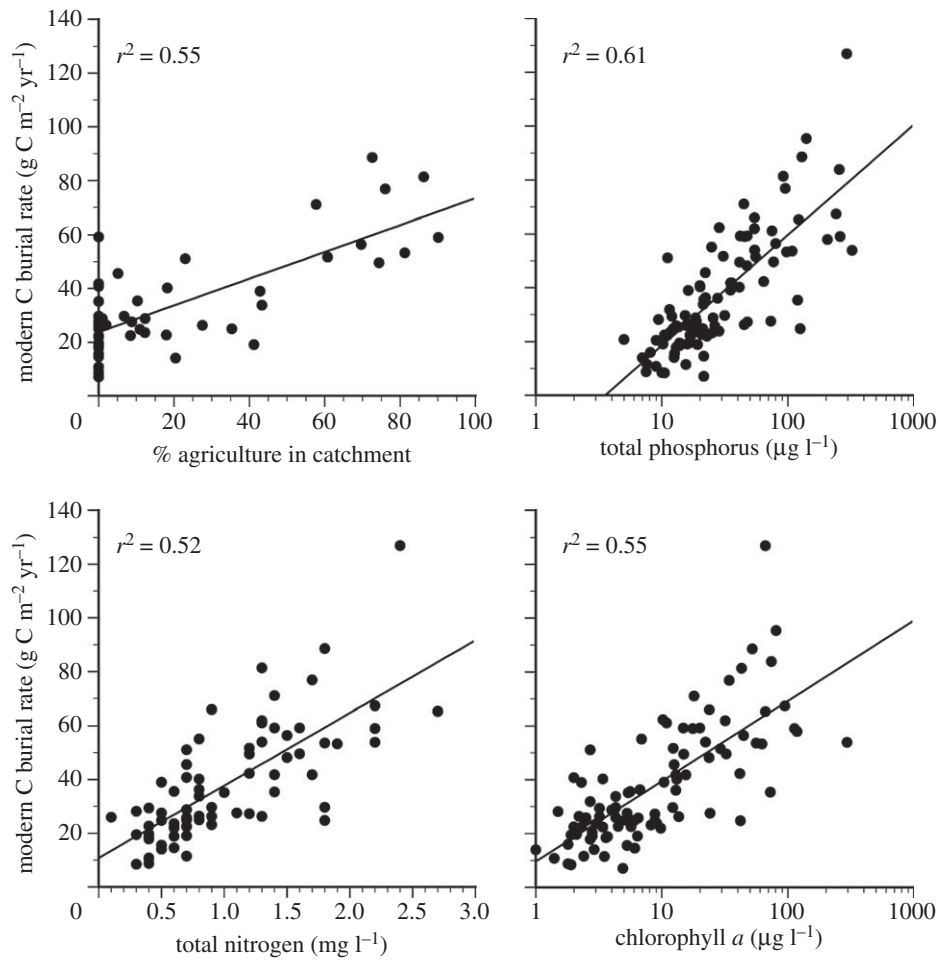 140
120
100
80
60
40
20
0
modern C burial rate (g C m⁻² yr⁻¹)
r² = 0.55
20 40 60 80 100
% agriculture in catchment
r² = 0.61
1 10 100 1000
total phosphorus (µg l⁻¹)
140
120
100
80
60
40
20
modern C burial rate (g C m⁻² yr⁻¹)
r² = 0.52
0.5 1.0 1.5 2.0 2.5 3.0
total nitrogen (mg l⁻¹)
r² = 0.55
1 10 100 1000
chlorophyll a (µg l⁻¹)